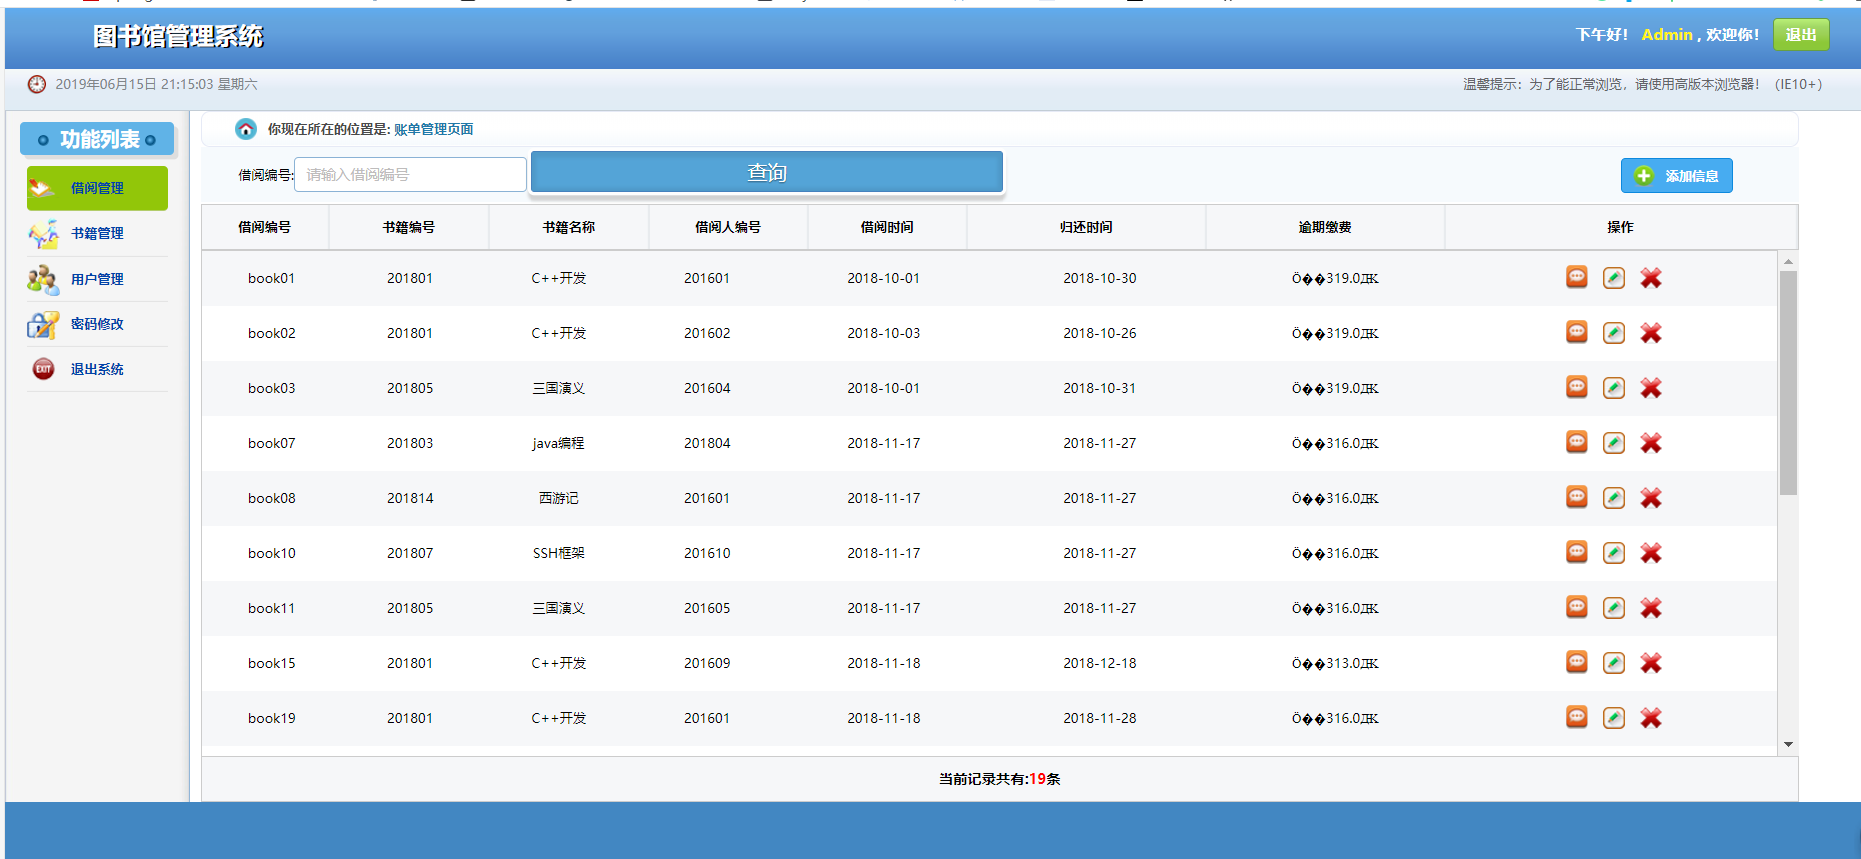 图书馆管理系统
下午好! Admin , 欢迎你!
退出
2019年06月15日 21:15:03 星期六
温馨提示：为了能正常浏览，请使用高版本浏览器! (IE10+)
功能列表
借阅管理
书籍管理
用户管理
密码修改
退出系统
你现在所在的位置是: 账单管理页面
借阅编号: 请输入借阅编号 查询 添加信息
借阅编号 书籍编号 书籍名称 借阅人编号 借阅时间 归还时间 逾期缴费 操作
book01 201801 C++开发 201601 2018-10-01 2018-10-30 Ö��319.0Ԫ
book02 201801 C++开发 201602 2018-10-03 2018-10-26 Ö��319.0Ԫ
book03 201805 三国演义 201604 2018-10-01 2018-10-31 Ö��319.0Ԫ
book07 201803 java编程 201804 2018-11-17 2018-11-27 Ö��316.0Ԫ
book08 201814 西游记 201601 2018-11-17 2018-11-27 Ö��316.0Ԫ
book10 201807 SSH框架 201610 2018-11-17 2018-11-27 Ö��316.0Ԫ
book11 201805 三国演义 201605 2018-11-17 2018-11-27 Ö��316.0Ԫ
book15 201801 C++开发 201609 2018-11-18 2018-12-18 Ö��313.0Ԫ
book19 201801 C++开发 201601 2018-11-18 2018-11-28 Ö��316.0Ԫ
当前记录共有:19条
EXIT